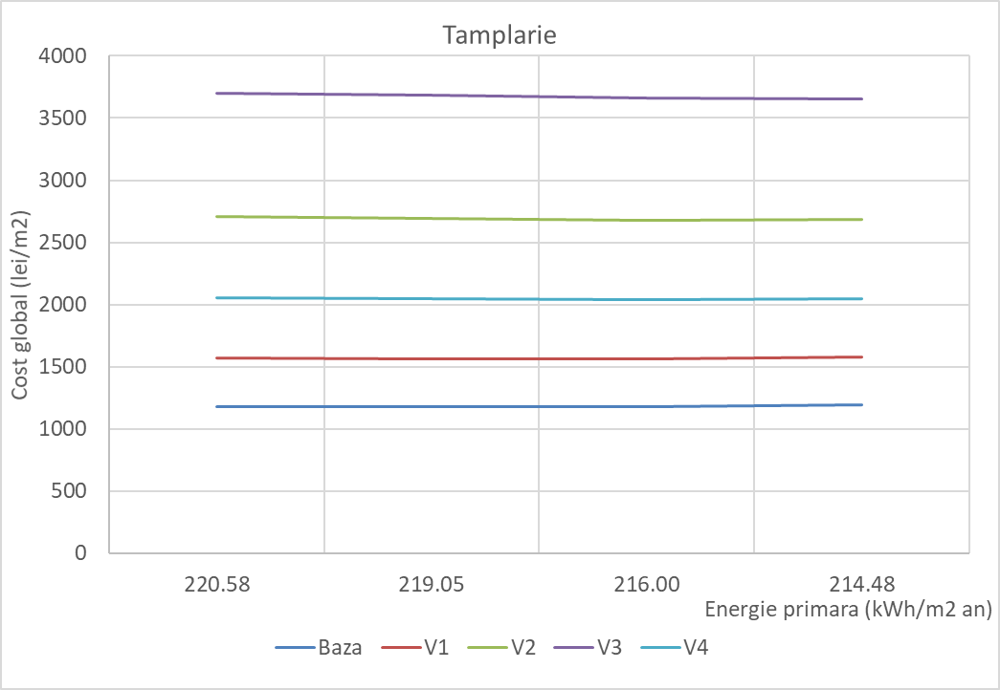 Tamplarie
4000
3500
3000
2500
2000
1500
1000
500
0
Cost global (lei/m2)
220.58 219.05 216.00 214.48
Energie primara (kWh/m2 an)
Baza V1 V2 V3 V4